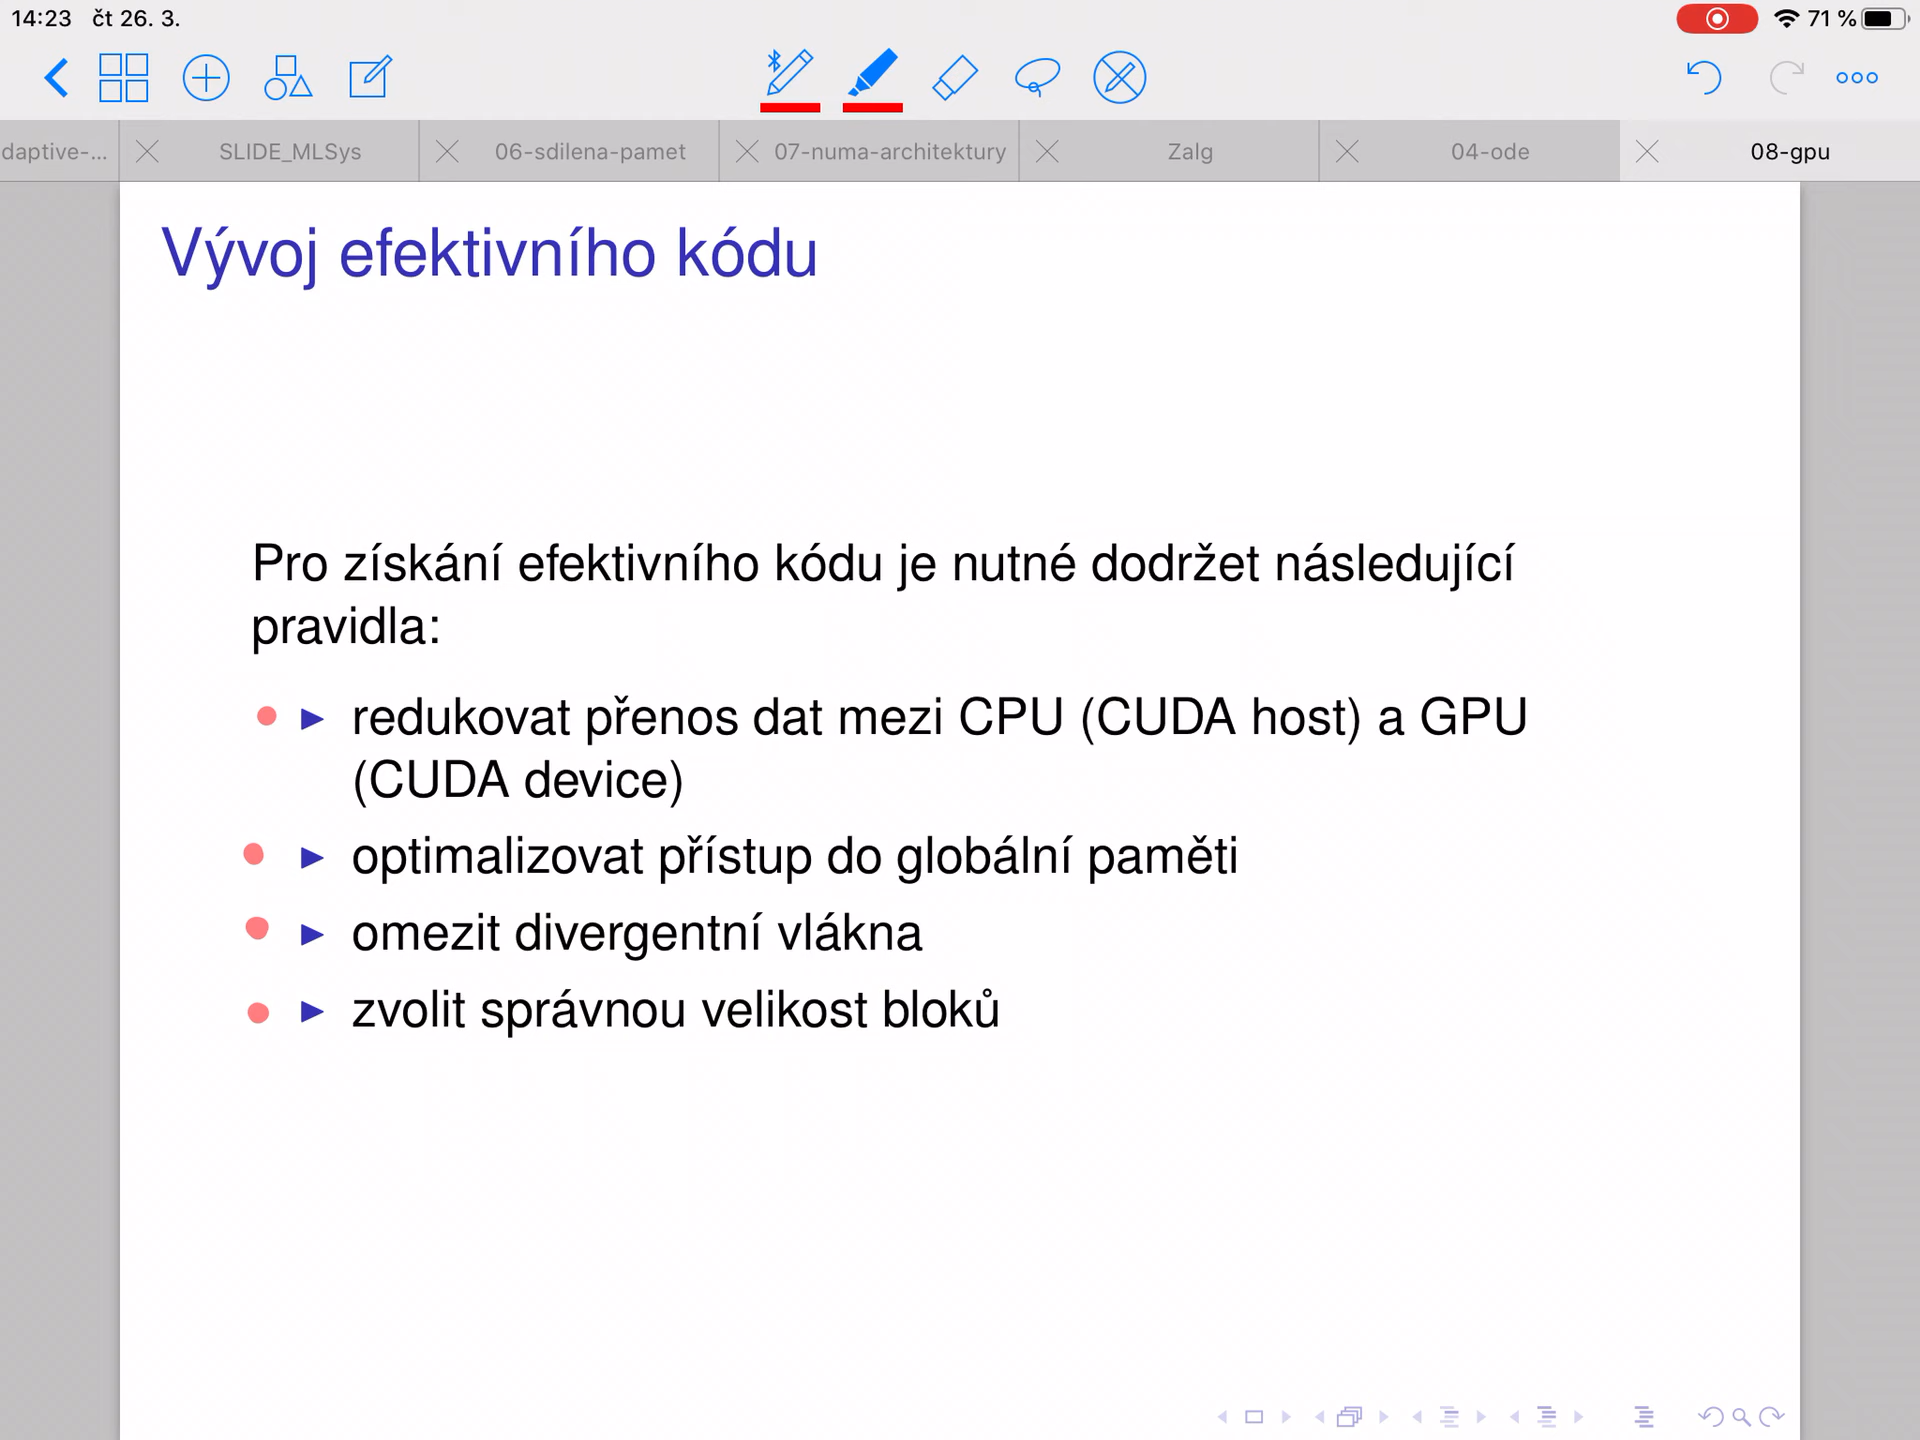 14:23 čt 26. 3. 71 %
daptive-... SLIDE_MLSys 06-sdilena-pamet 07-numa-architektury Zalg 04-ode 08-gpu
Vývoj efektivního kódu
Pro získání efektivního kódu je nutné dodržet následující
pravidla:
redukovat přenos dat mezi CPU (CUDA host) a GPU
(CUDA device)
optimalizovat přístup do globální paměti
omezit divergentní vlákna
zvolit správnou velikost bloků